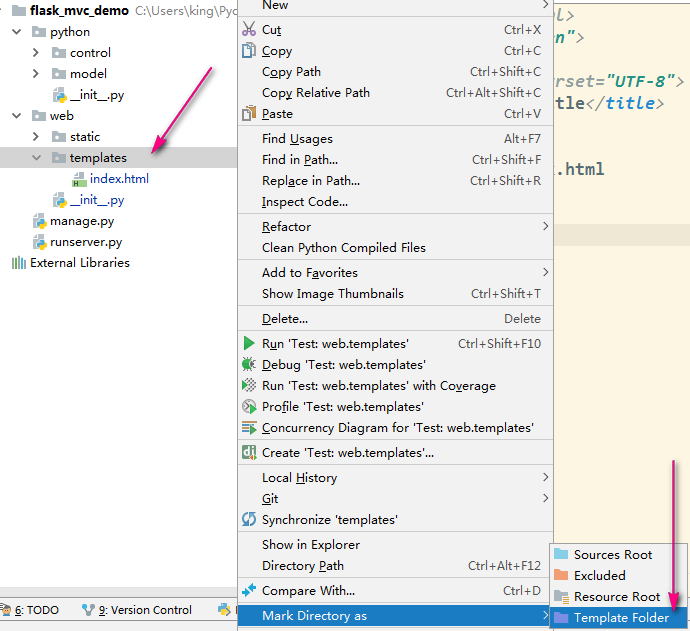 flask_mvc_demo C:\Users\king\Pyc
python
control
model
__init__.py
web
static
templates
index.html
__init__.py
manage.py
runserver.py
External Libraries
6: TODO 9: Version Control
New
Cut Ctrl+X
Copy Ctrl+C
Copy Path Ctrl+Shift+C
Copy Relative Path Ctrl+Alt+Shift+C
Paste Ctrl+V
Find Usages Alt+F7
Find in Path... Ctrl+Shift+F
Replace in Path... Ctrl+Shift+R
Inspect Code...
Refactor
Clean Python Compiled Files
Add to Favorites
Show Image Thumbnails Ctrl+Shift+T
Delete... Delete
Run 'Test: web.templates' Ctrl+Shift+F10
Debug 'Test: web.templates'
Run 'Test: web.templates' with Coverage
Profile 'Test: web.templates'
Concurrency Diagram for 'Test: web.templates'
Create 'Test: web.templates'...
Local History
Git
Synchronize 'templates'
Show in Explorer
Directory Path Ctrl+Alt+F12
Compare With... Ctrl+D
Mark Directory as
Sources Root
Excluded
Resource Root
Template Folder
l>
n">
rset="UTF-8">
tle</title>
.html